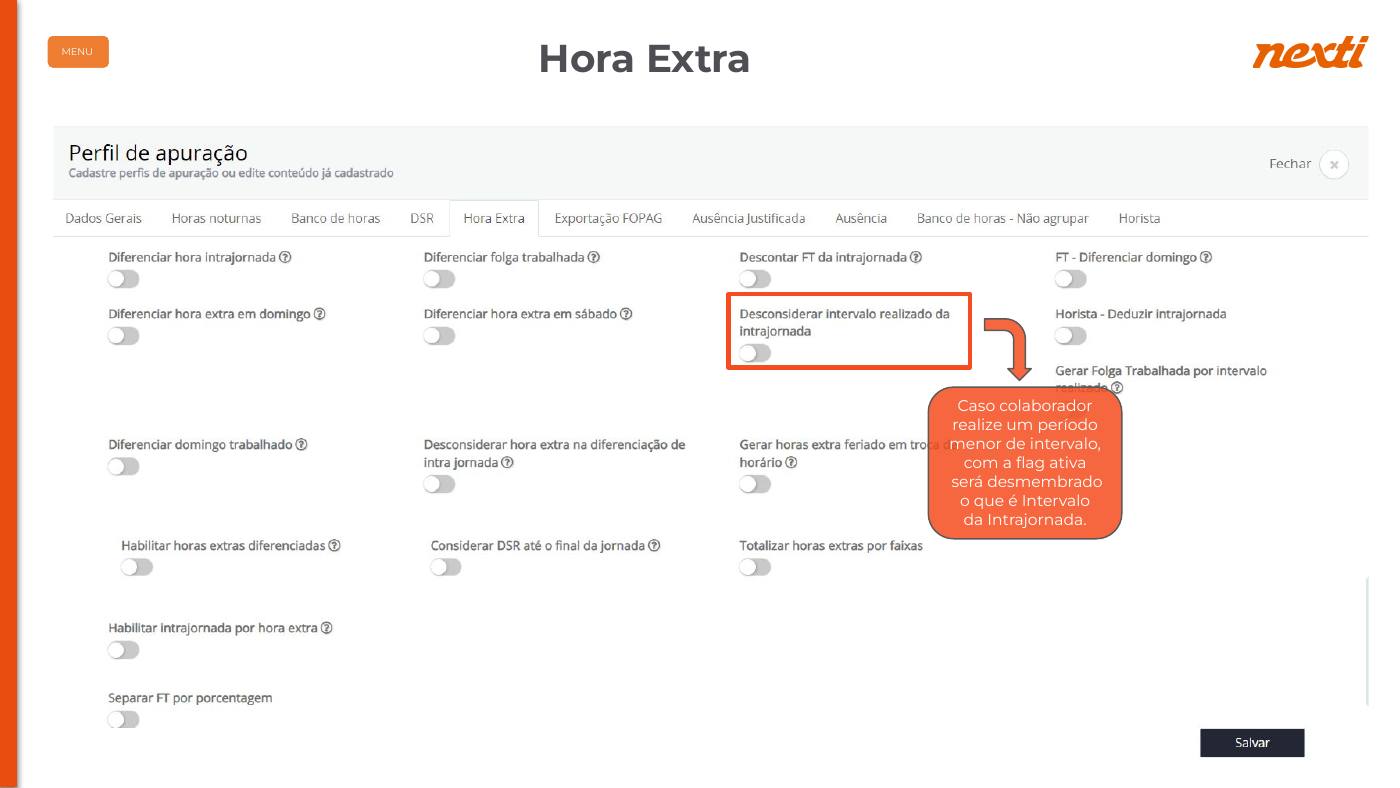 MENU
Hora Extra
nexti
Perfil de apuração
Cadastre perfis de apuração ou edite conteúdo já cadastrado
Fechar
Dados Gerais Horas noturnas Banco de horas DSR Hora Extra Exportação FOPAG Ausência Justificada Ausência Banco de horas - Não agrupar Horista
Diferenciar hora intrajornada Diferenciar folga trabalhada Descontar FT da intrajornada FT - Diferenciar domingo
Diferenciar hora extra em domingo Diferenciar hora extra em sábado
Desconsiderar intervalo realizado da
intrajornada
Horista - Deduzir intrajornada
Gerar Folga Trabalhada por intervalo
realizado
Caso colaborador
realize um período
menor de intervalo,
com a flag ativa
será desmembrado
o que é Intervalo
da Intrajornada.
Diferenciar domingo trabalhado
Desconsiderar hora extra na diferenciação de
intra jornada
Gerar horas extra feriado em troca
horário
Habilitar horas extras diferenciadas Considerar DSR até o final da jornada Totalizar horas extras por faixas
Habilitar intrajornada por hora extra
Separar FT por porcentagem
Salvar